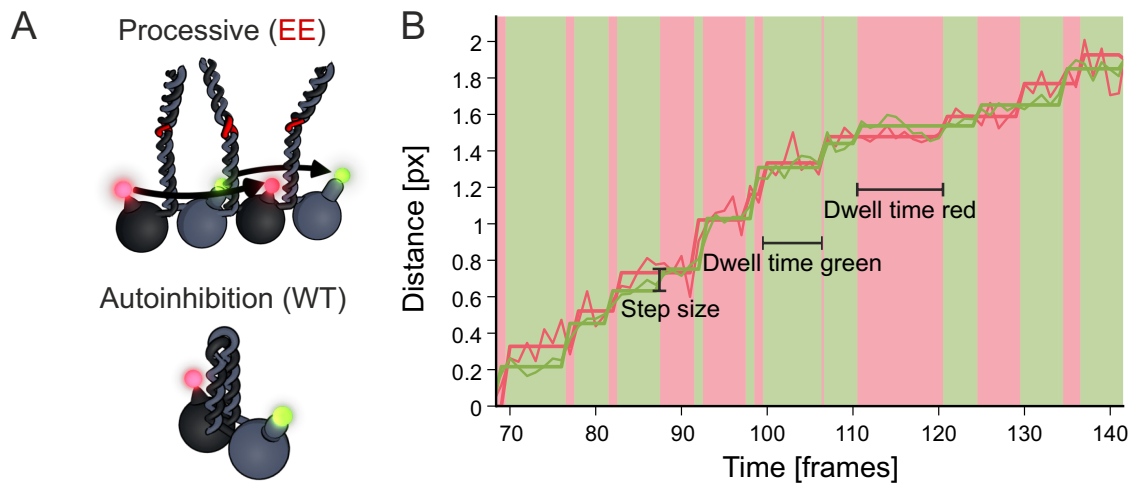 A
Processive (EE)
Autoinhibition (WT)
B
Distance [px]
2
1.8
1.6
1.4
1.2
1
0.8
0.6
0.4
0.2
0
Dwell time red
Dwell time green
Step size
70 80 90 100 110 120 130 140
Time [frames]